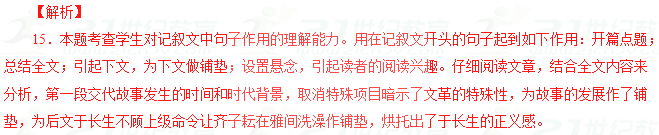 【解析】
15．本题考查学生对记叙文中句子作用的理解能力。用在记叙文开头的句子起到如下作用：开篇点题；
总结全文；引起下文，为下文做铺垫；设置悬念，引起读者的阅读兴趣。仔细阅读文章，结合全文内容来
分析，第一段交代故事发生的时间和时代背景，取消特殊项目暗示了文革的特殊性，为故事的发展作了铺
垫，为后文于长生不顾上级命令让齐子耘在雅间洗澡作铺垫，烘托出了于长生的正义感。